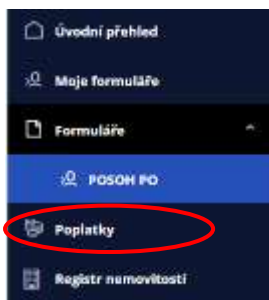 Úvodní přehled
Moje formuláře
Formuláře
POSOH PO
Poplatky
Registr nemovitostí